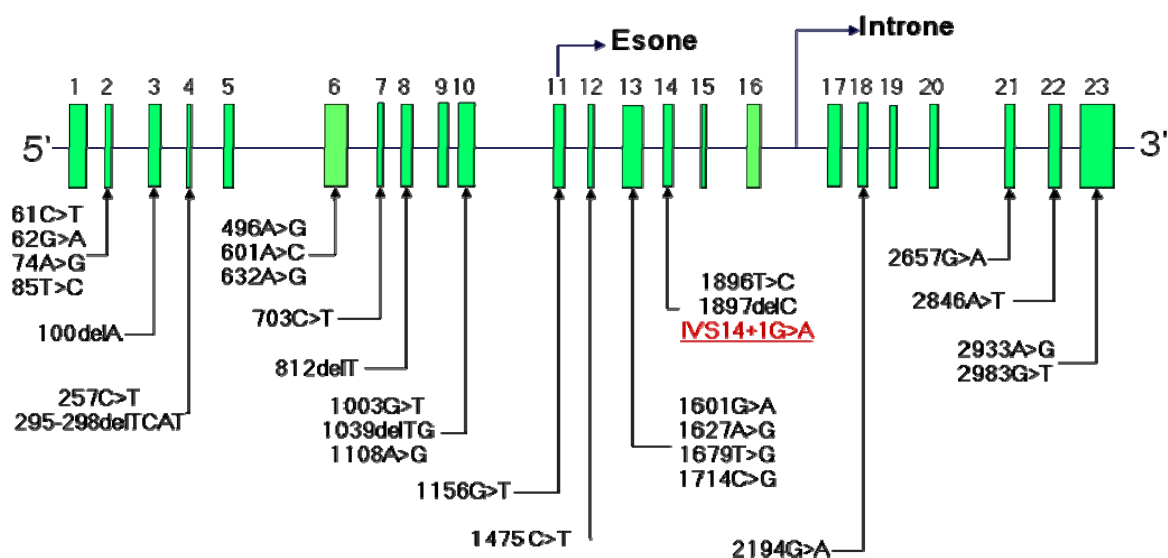 Esone
Introne
1 2 3 4 5 6 7 8 9 10 11 12 13 14 15 16 17 18 19 20 21 22 23
5'
3'
61C>T
62G>A
74A>G
85T>C
100delA
257C>T
295-298delTCAT
496A>G
601A>C
632A>G
703C>T
812delT
1003G>T
1039delTG
1108A>G
1156G>T
1475C>T
1896T>C
1897delC
IVS14+1G>A
1601G>A
1627A>G
1679T>G
1714C>G
2194G>A
2657G>A
2846A>T
2933A>G
2983G>T